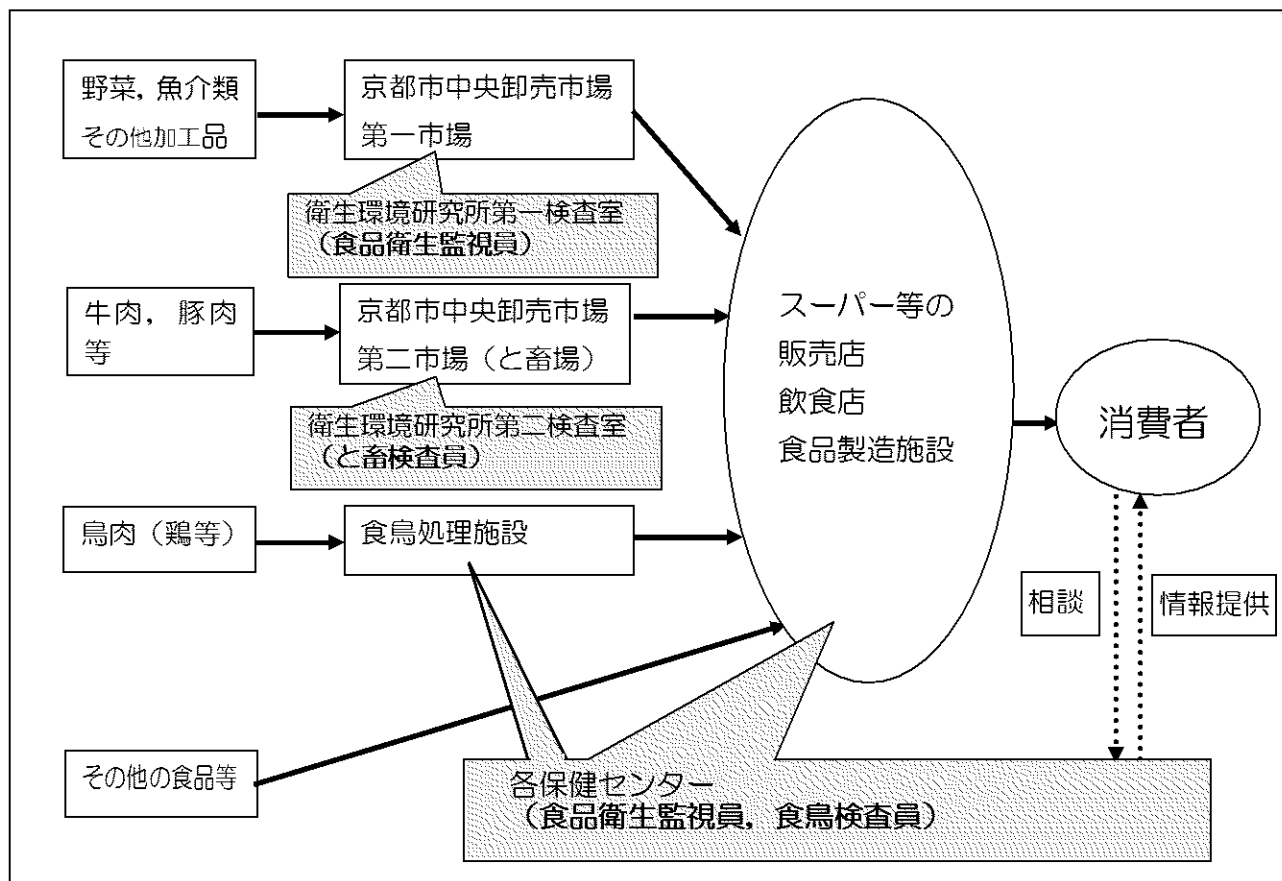 野菜，魚介類
その他加工品
京都市中央卸売市場
第一市場
衛生環境研究所第一検査室
（食品衛生監視員）
牛肉，豚肉
等
京都市中央卸売市場
第二市場（と畜場）
衛生環境研究所第二検査室
（と畜検査員）
鳥肉（鶏等）
食鳥処理施設
スーパー等の
販売店
飲食店
食品製造施設
消費者
相談
情報提供
その他の食品等
各保健センター
（食品衛生監視員，食鳥検査員）